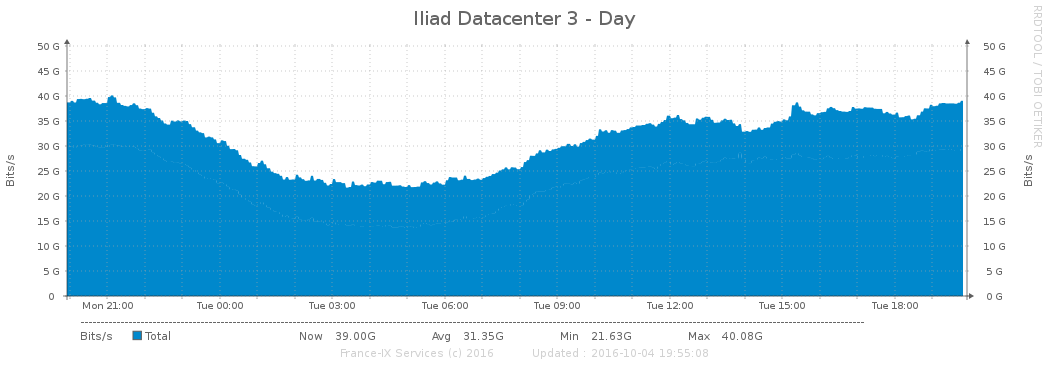 Iliad Datacenter 3 - Day
RRDTOOL / TOBI OETIKER
Bits/s
50 G
45 G
40 G
35 G
30 G
25 G
20 G
15 G
10 G
5 G
0
50 G
45 G
40 G
35 G
30 G
25 G
20 G
15 G
10 G
5 G
0 G
Bits/s
Mon 21:00 Tue 00:00 Tue 03:00 Tue 06:00 Tue 09:00 Tue 12:00 Tue 15:00 Tue 18:00
Bits/s Total Now 39.00G Avg 31.35G Min 21.63G Max 40.08G
France-IX Services (c) 2016 Updated : 2016-10-04 19:55:08